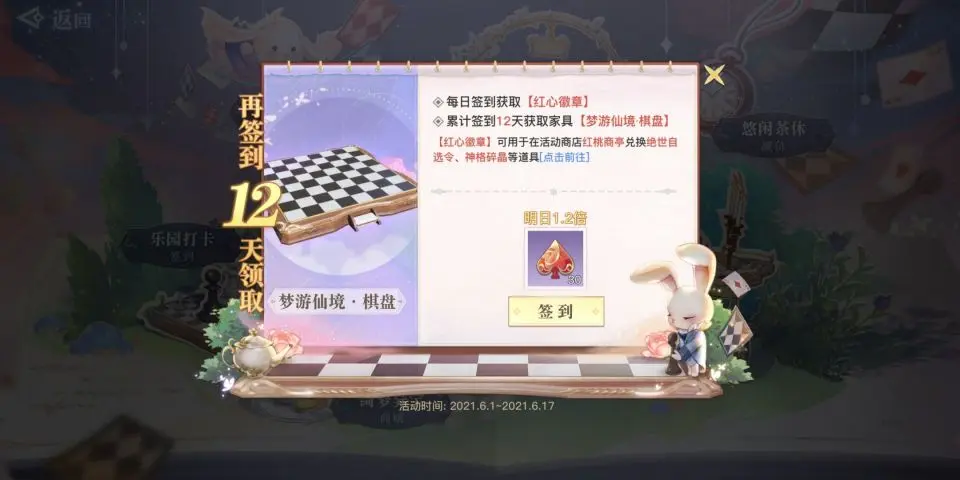 返回
再签到
12
天领取
梦游仙境·棋盘
每日签到获取【红心徽章】
累计签到12天获取家具【梦游仙境·棋盘】
【红心徽章】可用于在活动商店红桃商亭兑换绝世自
选令、神格碎晶等道具[点击前往]
明日1.2倍
30
签到
悠闲茶休
乐园打卡
签到
活动时间: 2021.6.1~2021.6.17